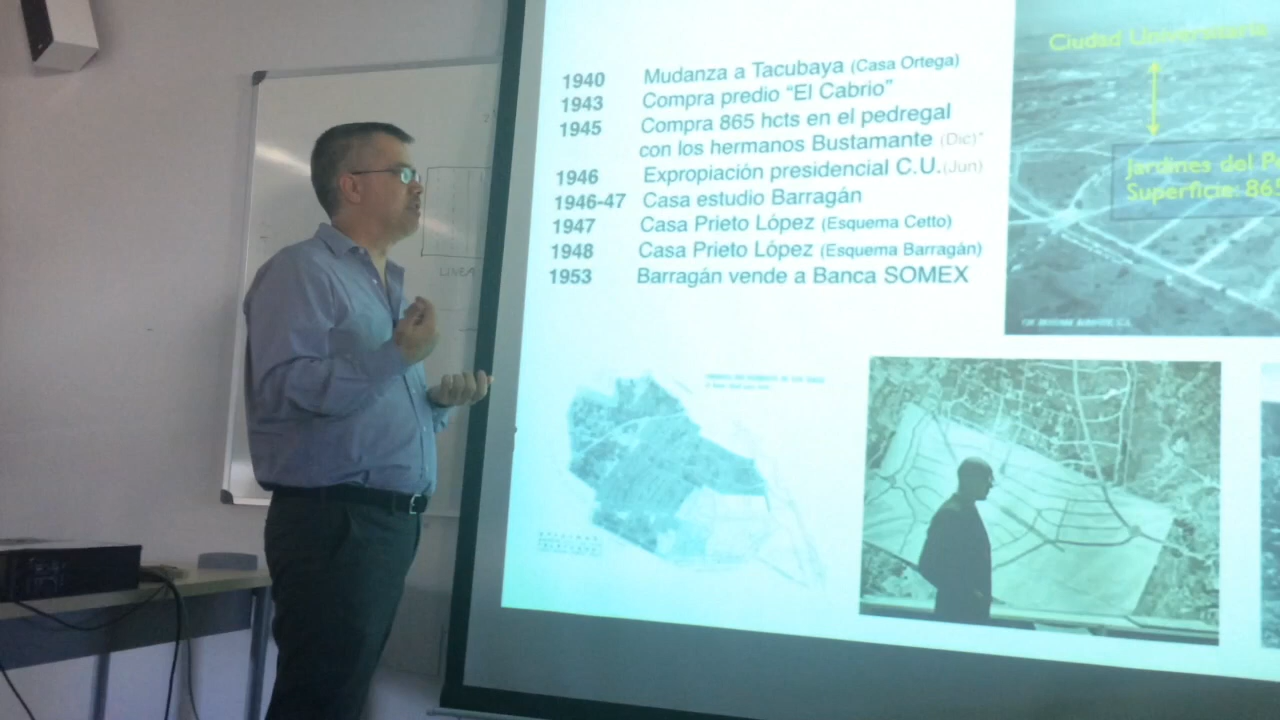 1940 Mudanza a Tacubaya (Casa Ortega)
1943 Compra predio "El Cabrio"
1945 Compra 865 hcts en el pedregal
con los hermanos Bustamante (Dic)*
1946 Expropiación presidencial C.U.(Jun)
1946-47 Casa estudio Barragán
1947 Casa Prieto López (Esquema Cetto)
1948 Casa Prieto López (Esquema Barragán)
1953 Barragán vende a Banca SOMEX
Ciudad Universitaria
Jardines del Pe
Superficie: 865
LINEA